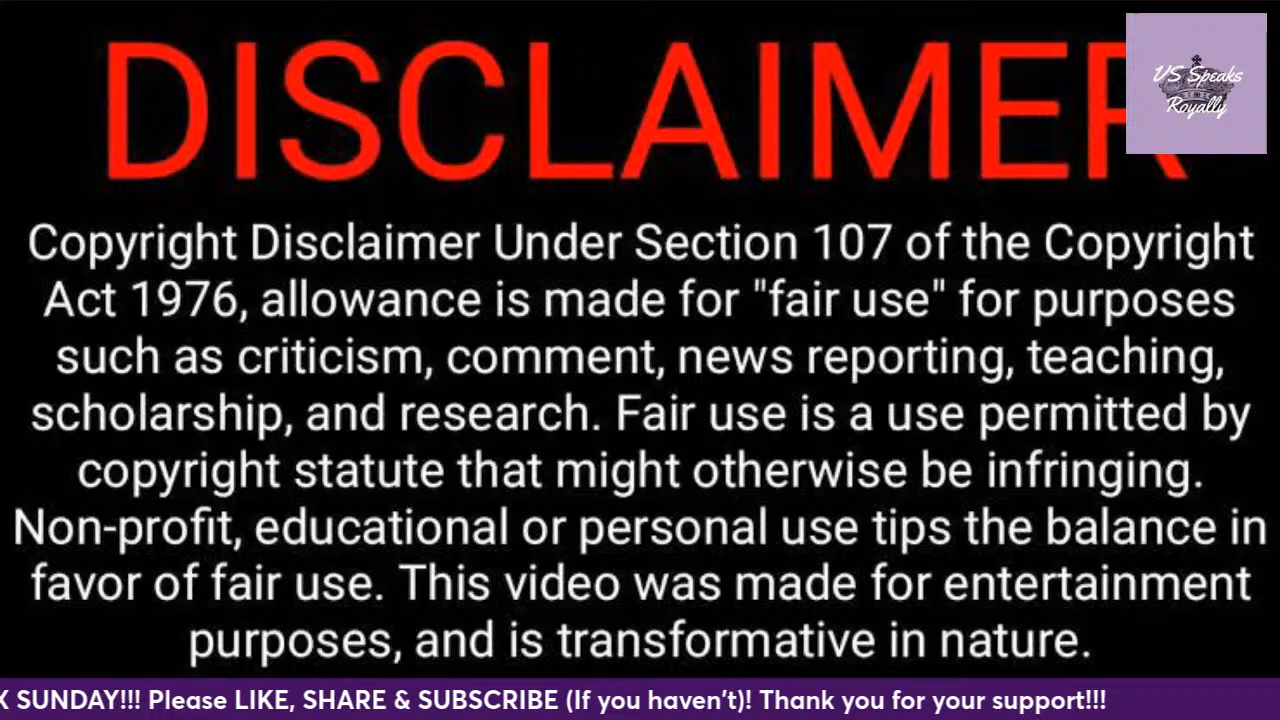 DISCLAIMER
VS Speaks
Royally
Copyright Disclaimer Under Section 107 of the Copyright
Act 1976, allowance is made for "fair use" for purposes
such as criticism, comment, news reporting, teaching,
scholarship, and research. Fair use is a use permitted by
copyright statute that might otherwise be infringing.
Non-profit, educational or personal use tips the balance in
favor of fair use. This video was made for entertainment
purposes, and is transformative in nature.
X SUNDAY!!! Please LIKE, SHARE & SUBSCRIBE (If you haven't)! Thank you for your support!!!